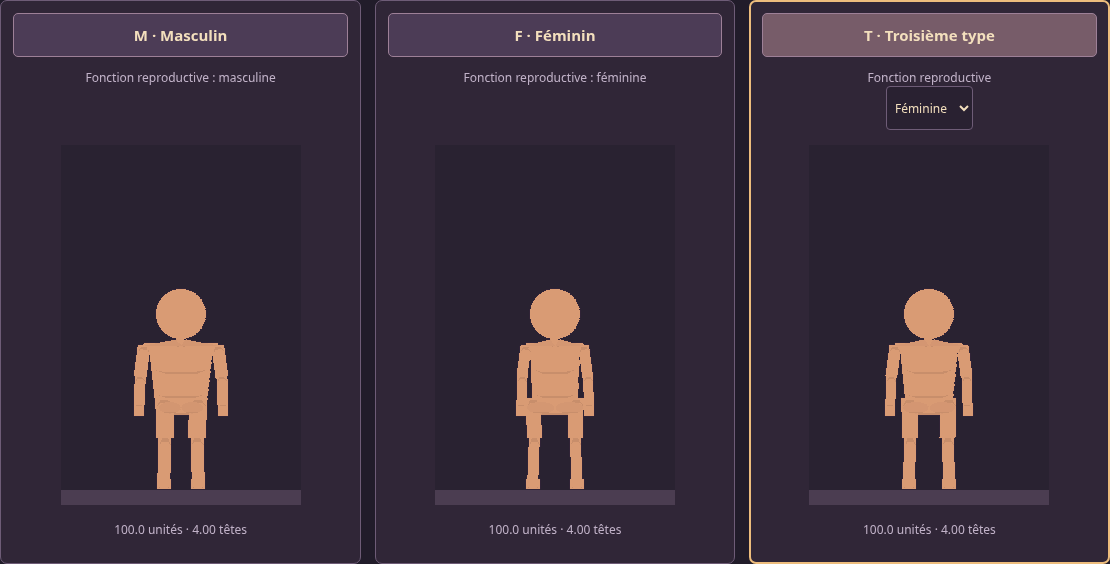 M · Masculin
Fonction reproductive : masculine
100.0 unités · 4.00 têtes
F · Féminin
Fonction reproductive : féminine
100.0 unités · 4.00 têtes
T · Troisième type
Fonction reproductive
Féminine
100.0 unités · 4.00 têtes